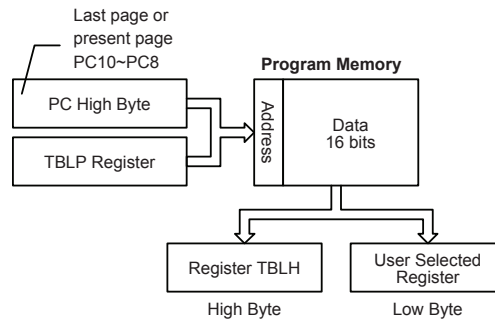 Last page or
present page
PC10~PC8
Program Memory
PC High Byte
TBLP Register
Address
Data
16 bits
Register TBLH
User Selected
Register
High Byte
Low Byte